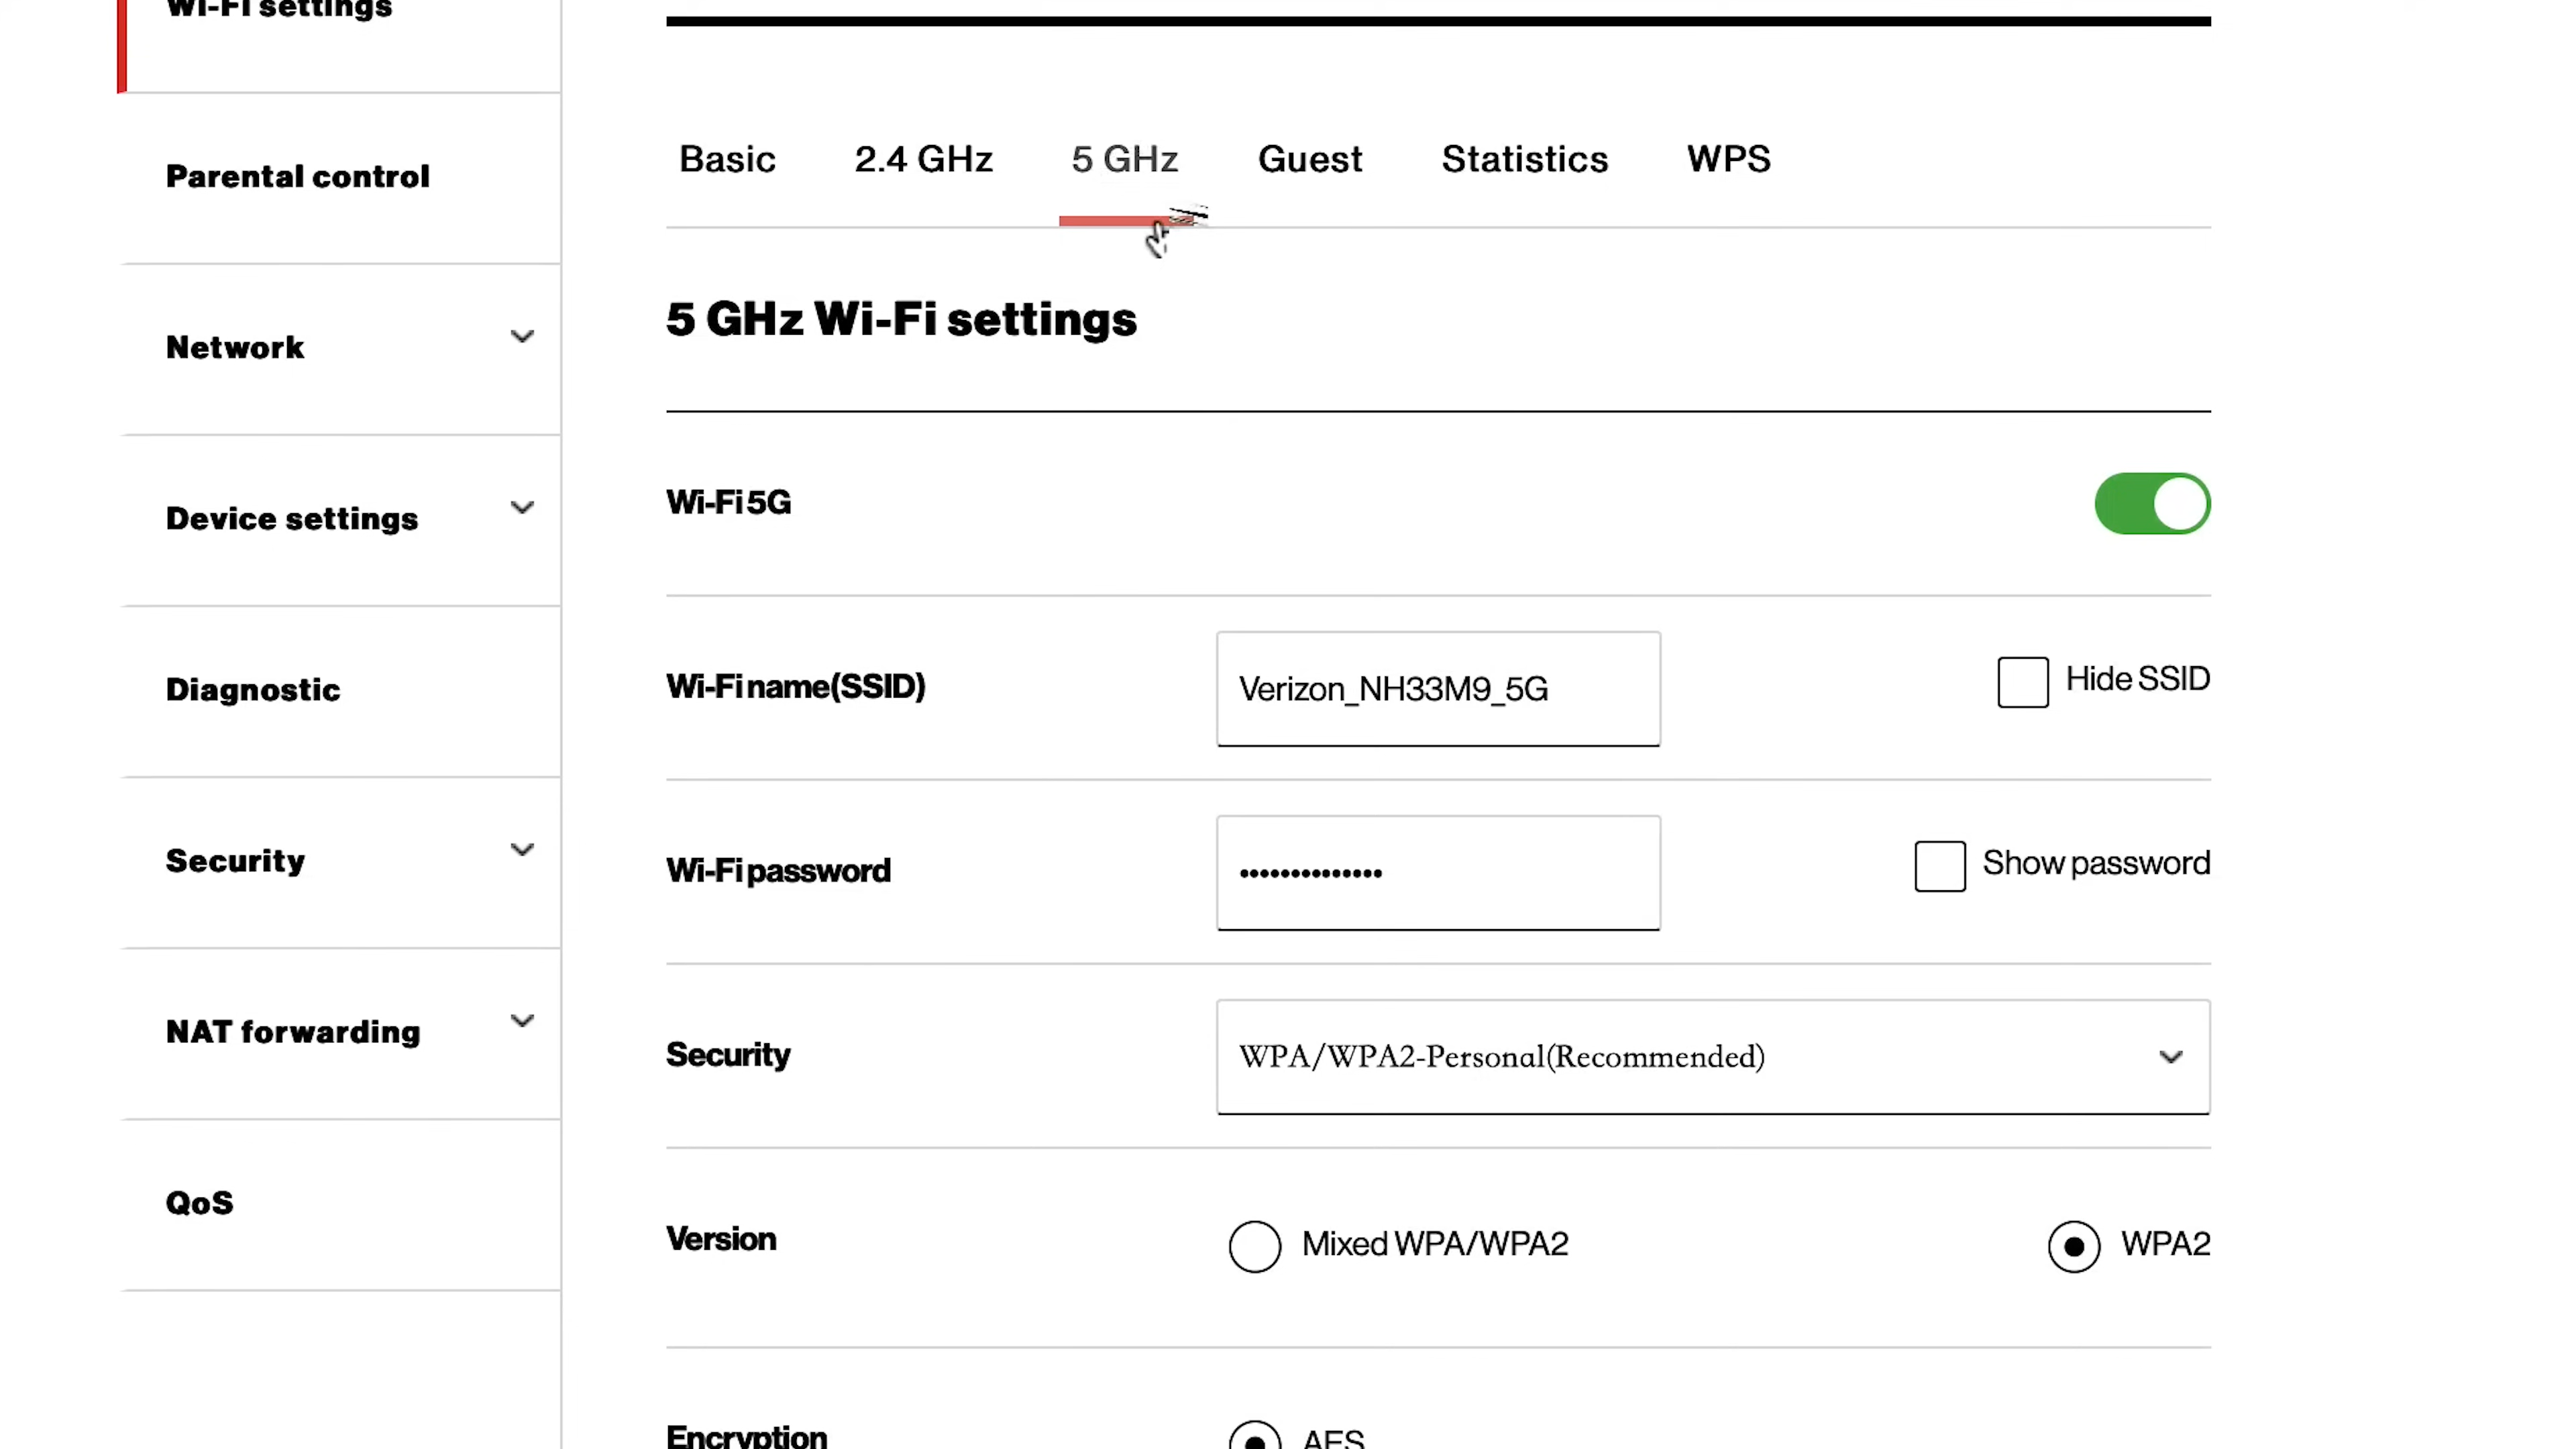 Wi-Fi settings
Parental control
Network
Device settings
Diagnostic
Security
NAT forwarding
QoS
Basic 2.4 GHz 5 GHz Guest Statistics WPS
5 GHz Wi-Fi settings
Wi-Fi 5G
Wi-Fi name(SSID) Verizon_NH33M9_5G Hide SSID
Wi-Fi password •••••••••••••• Show password
Security WPA/WPA2-Personal(Recommended)
Version Mixed WPA/WPA2 WPA2
Encryption AES